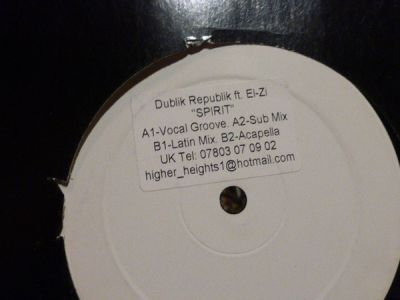 Dublik Republik ft. El-Zi
"SPIRIT"
A1-Vocal Groove. A2-Sub Mix
B1-Latin Mix. B2-Acapella
UK Tel: 07803 07 09 02
higher_heights1@hotmail.com